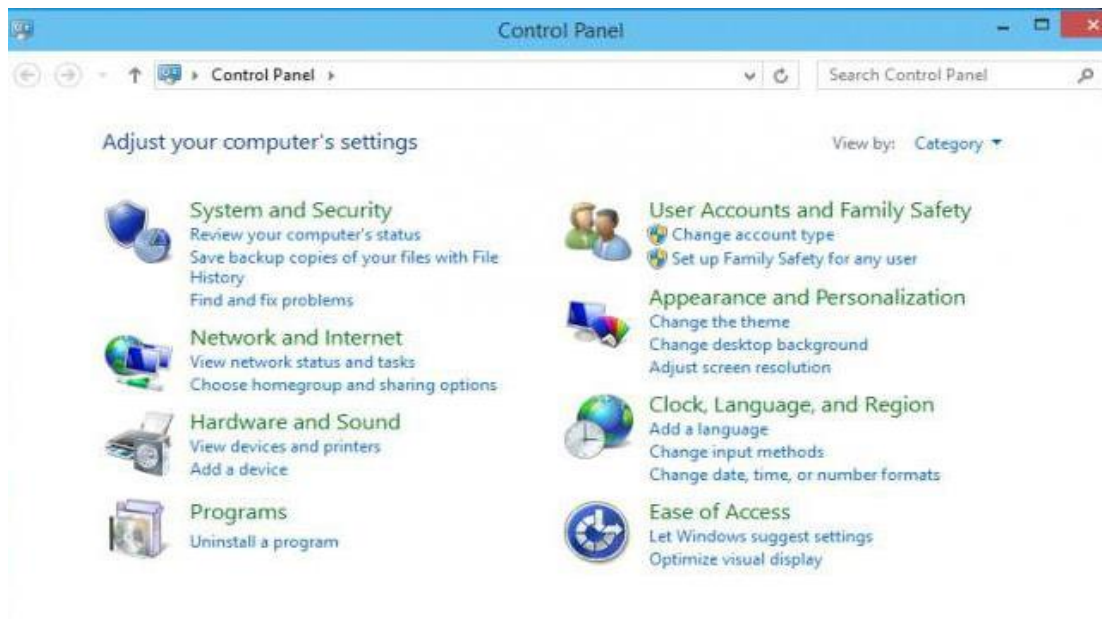 Control Panel
Control Panel
Search Control Panel
Adjust your computer's settings
View by: Category
System and Security
Review your computer's status
Save backup copies of your files with File
History
Find and fix problems
Network and Internet
View network status and tasks
Choose homegroup and sharing options
Hardware and Sound
View devices and printers
Add a device
Programs
Uninstall a program
User Accounts and Family Safety
Change account type
Set up Family Safety for any user
Appearance and Personalization
Change the theme
Change desktop background
Adjust screen resolution
Clock, Language, and Region
Add a language
Change input methods
Change date, time, or number formats
Ease of Access
Let Windows suggest settings
Optimize visual display